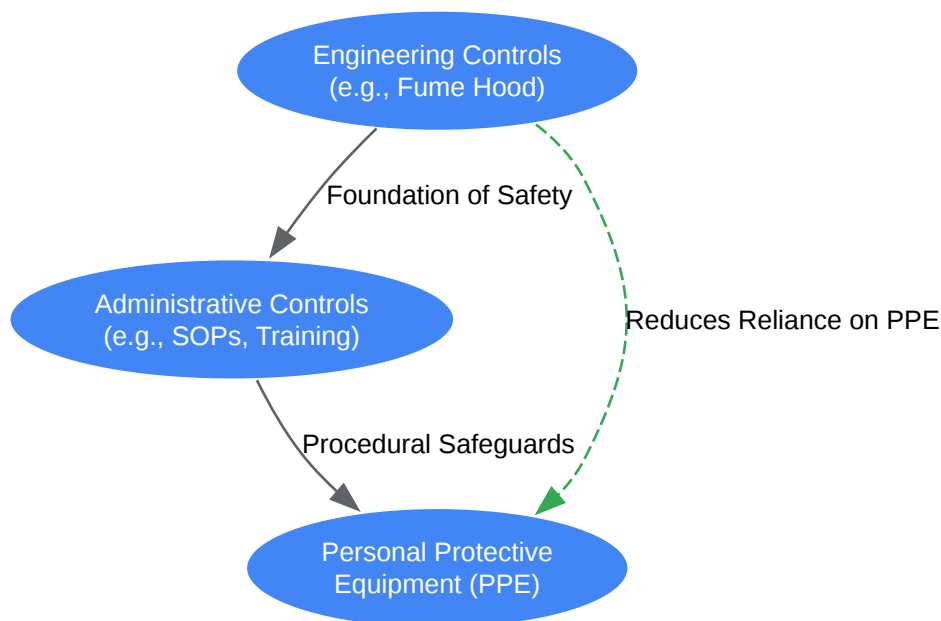 Engineering Controls
(e.g., Fume Hood)
Foundation of Safety
Administrative Controls
(e.g., SOPs, Training)
Reduces Reliance on PPE
Procedural Safeguards
Personal Protective
Equipment (PPE)